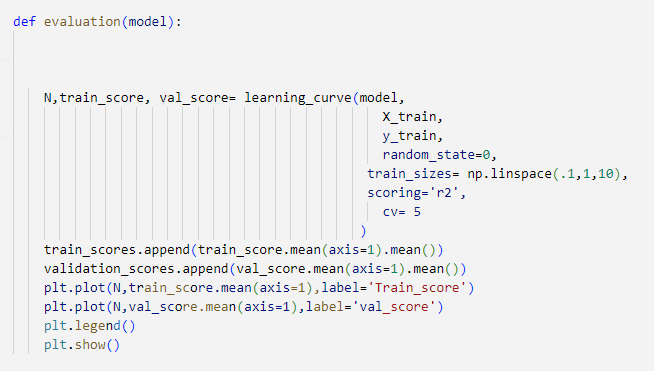 def evaluation(model):
N,train_score, val_score= learning_curve(model,
X_train,
y_train,
random_state=0,
train_sizes= np.linspace(.1,1,10),
scoring='r2',
cv= 5
)
train_scores.append(train_score.mean(axis=1).mean())
validation_scores.append(val_score.mean(axis=1).mean())
plt.plot(N,train_score.mean(axis=1),label='Train_score')
plt.plot(N,val_score.mean(axis=1),label='val_score')
plt.legend()
plt.show()